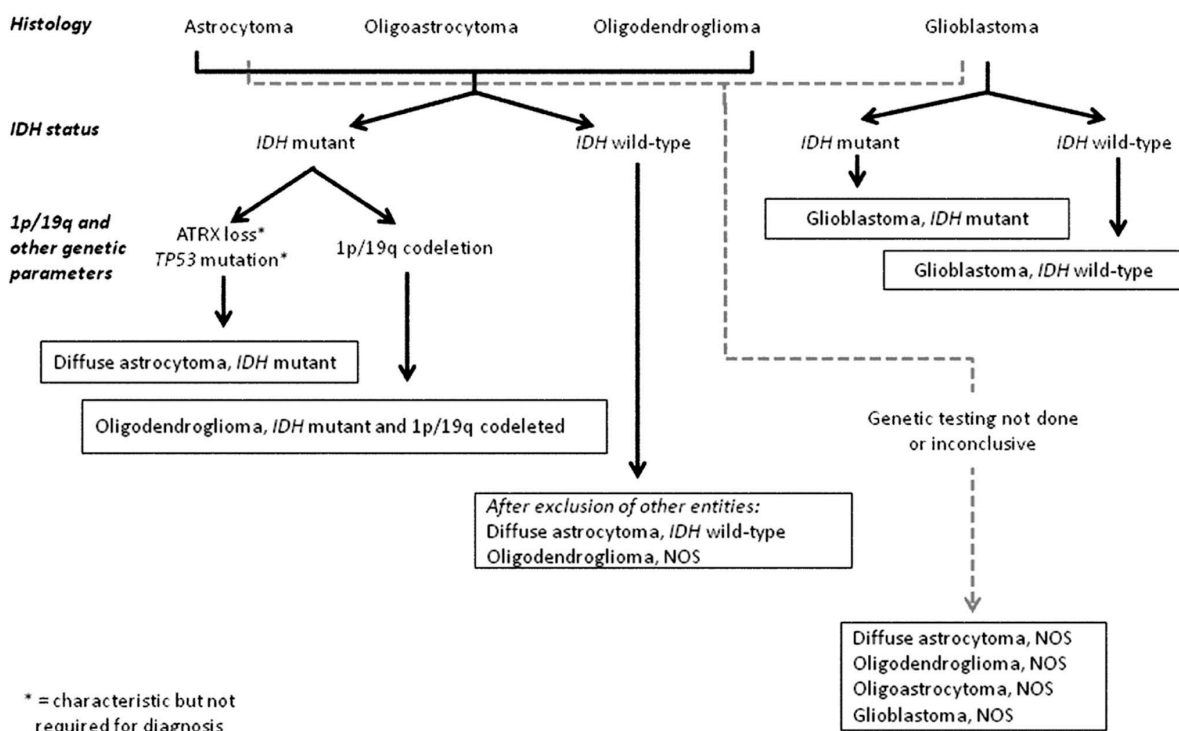 Histology
Astrocytoma
Oligoastrocytoma
Oligodendroglioma
Glioblastoma
IDH status
IDH mutant
IDH wild-type
IDH mutant
IDH wild-type
1p/19q and
other genetic
parameters
ATRX loss*
TP53 mutation*
1p/19q codeletion
Glioblastoma, IDH mutant
Glioblastoma, IDH wild-type
Diffuse astrocytoma, IDH mutant
Oligodendroglioma, IDH mutant and 1p/19q codeleted
Genetic testing not done
or inconclusive
After exclusion of other entities:
Diffuse astrocytoma, IDH wild-type
Oligodendroglioma, NOS
Diffuse astrocytoma, NOS
Oligodendroglioma, NOS
Oligoastrocytoma, NOS
Glioblastoma, NOS
* = characteristic but not
required for diagnosis